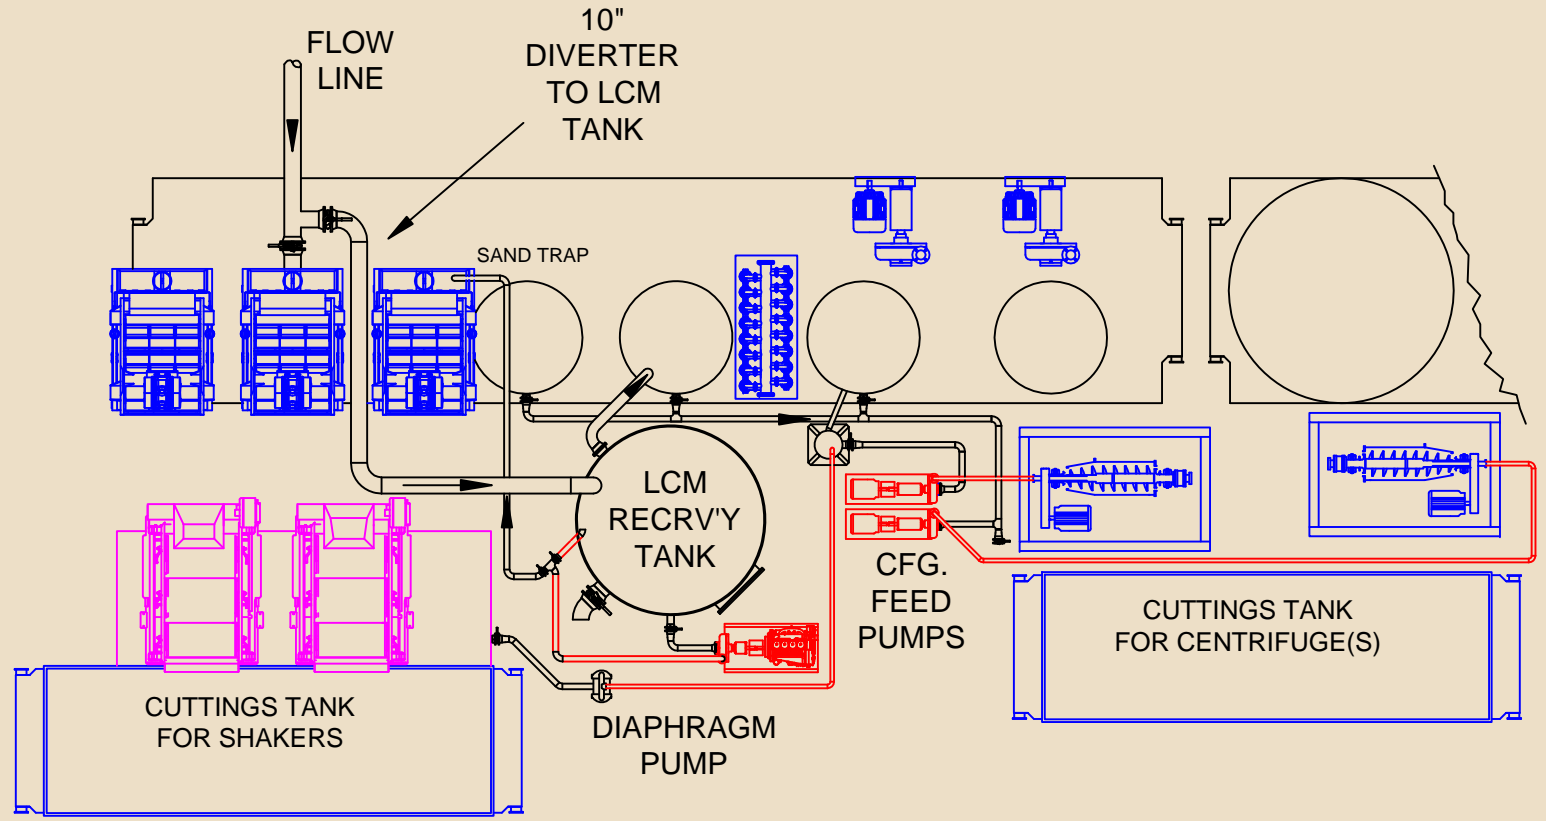 FLOW
LINE
10"
DIVERTER
TO LCM
TANK
SAND TRAP
LCM
RECRV'Y
TANK
CFG.
FEED
PUMPS
CUTTINGS TANK
FOR CENTRIFUGE(S)
CUTTINGS TANK
FOR SHAKERS
DIAPHRAGM
PUMP